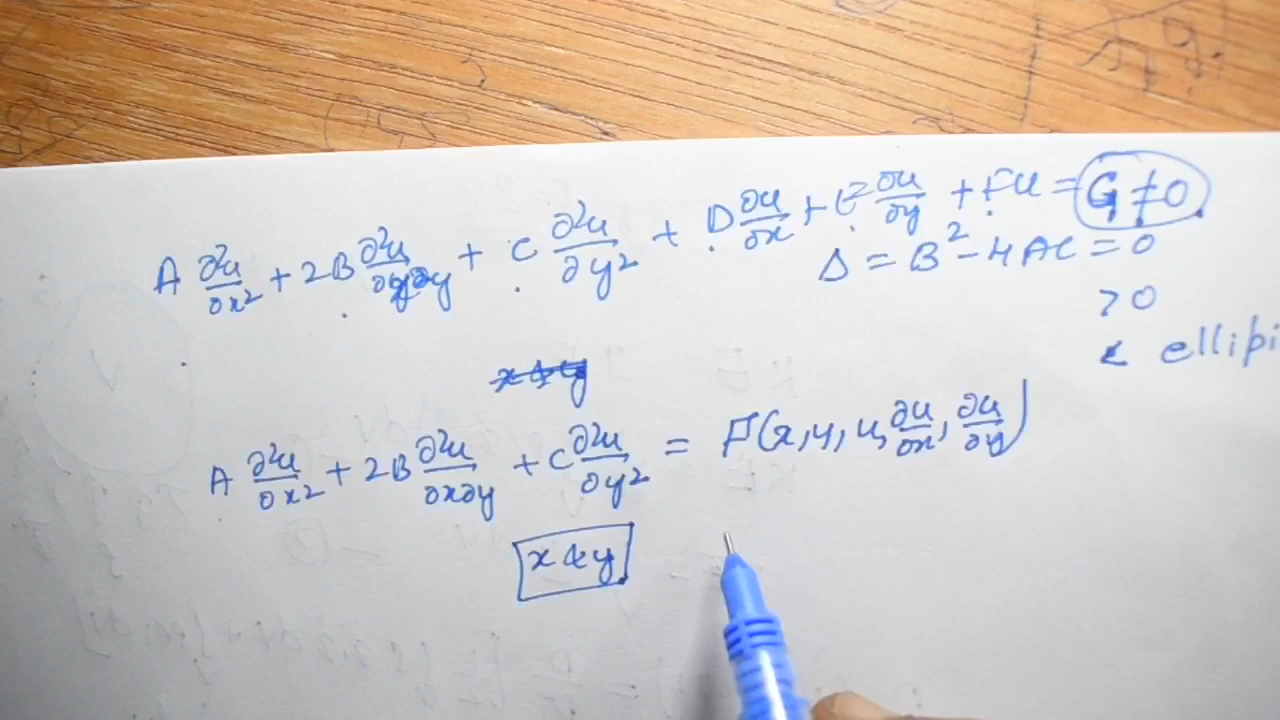 A ∂²u/∂x² + 2B ∂²u/∂x∂y + C ∂²u/∂y² + D ∂u/∂x + E ∂u/∂y + Fu = G ≠ 0
Δ = B² - 4AC = 0
> 0
< ellipi
x & y
A ∂²u/∂x² + 2B ∂²u/∂x∂y + C ∂²u/∂y² = F(x, y, u, ∂u/∂x, ∂u/∂y)
x & y